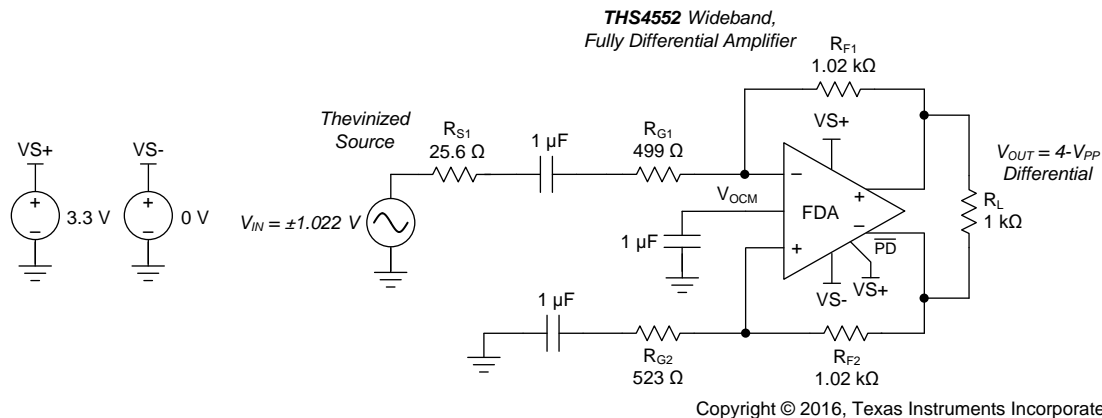 THS4552 Wideband,
Fully Differential Amplifier
RF1
1.02 kΩ
Thevinized
Source
RS1
25.6 Ω
1 µF
RG1
499 Ω
VS+
VS-
VS+
3.3 V
0 V
VIN = ±1.022 V
VOCM
FDA
1 µF
PD
VS-
VS+
VOUT = 4-VPP
Differential
RL
1 kΩ
1 µF
RG2
523 Ω
RF2
1.02 kΩ
Copyright © 2016, Texas Instruments Incorporate